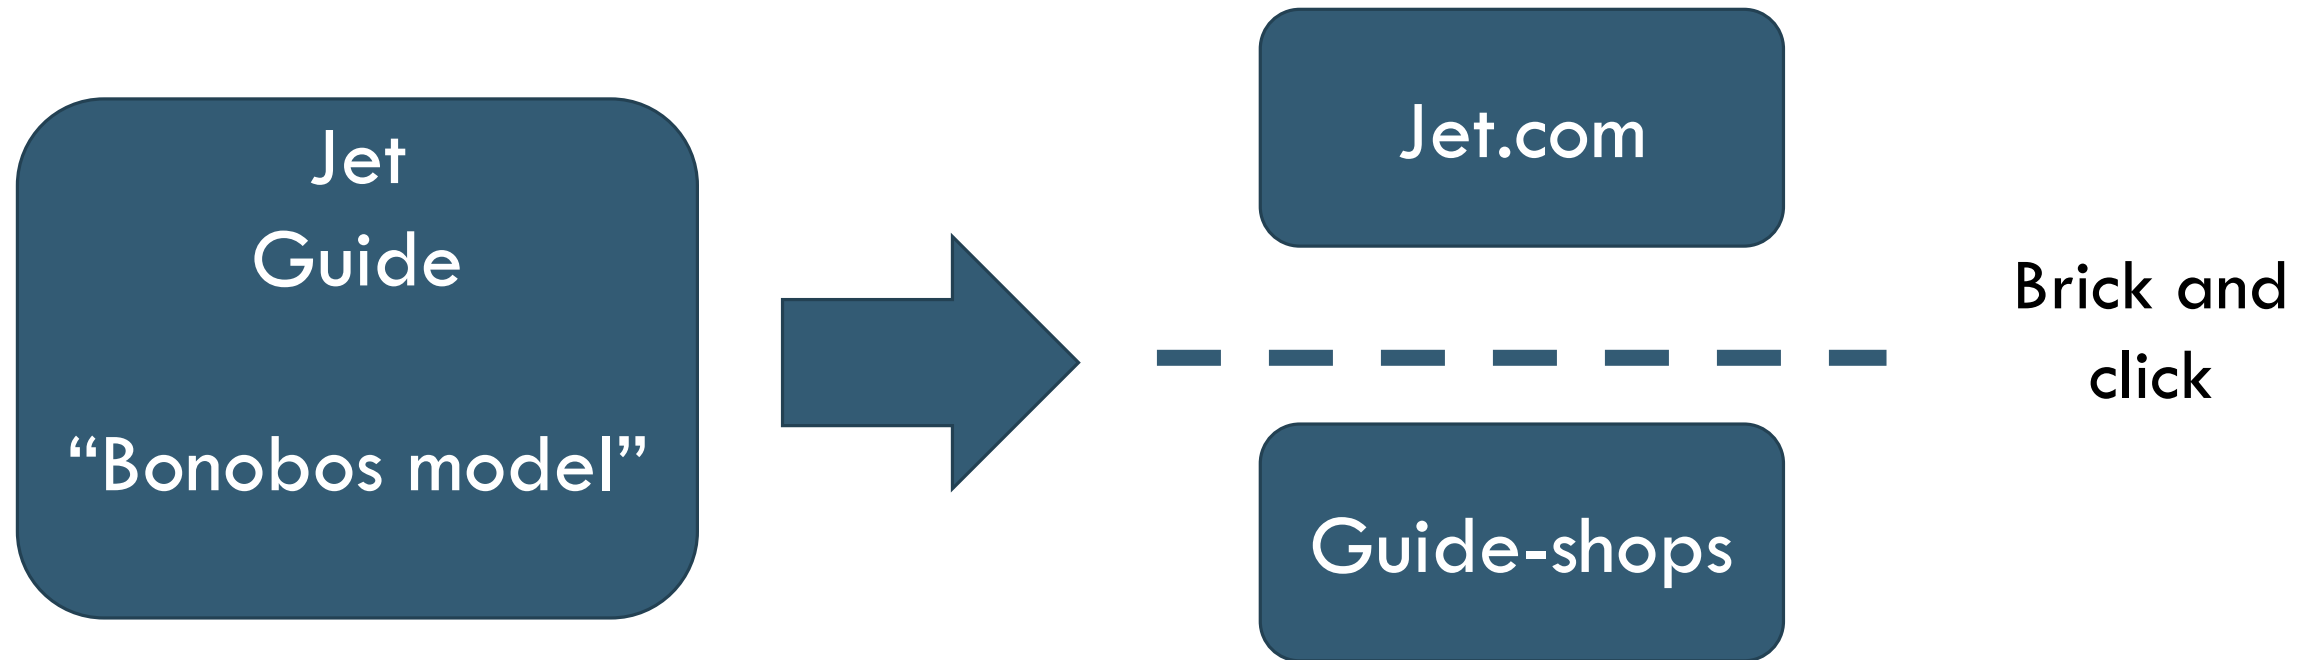 Jet
Guide
“Bonobos model”
Jet.com
Guide-shops
Brick and
click